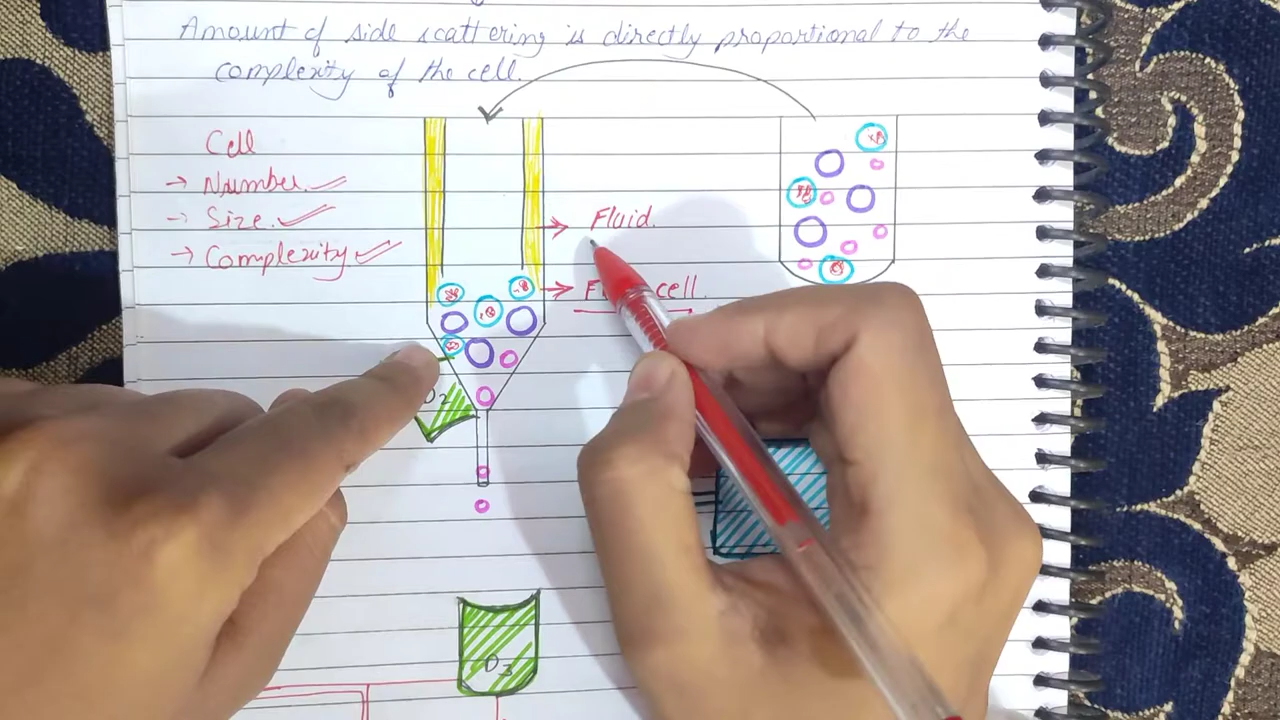 Amount of side scattering is directly proportional to the
complexity of the cell.
Cell
→ Number
→ Size.
→ Complexity
Fluid.
cell.
D3